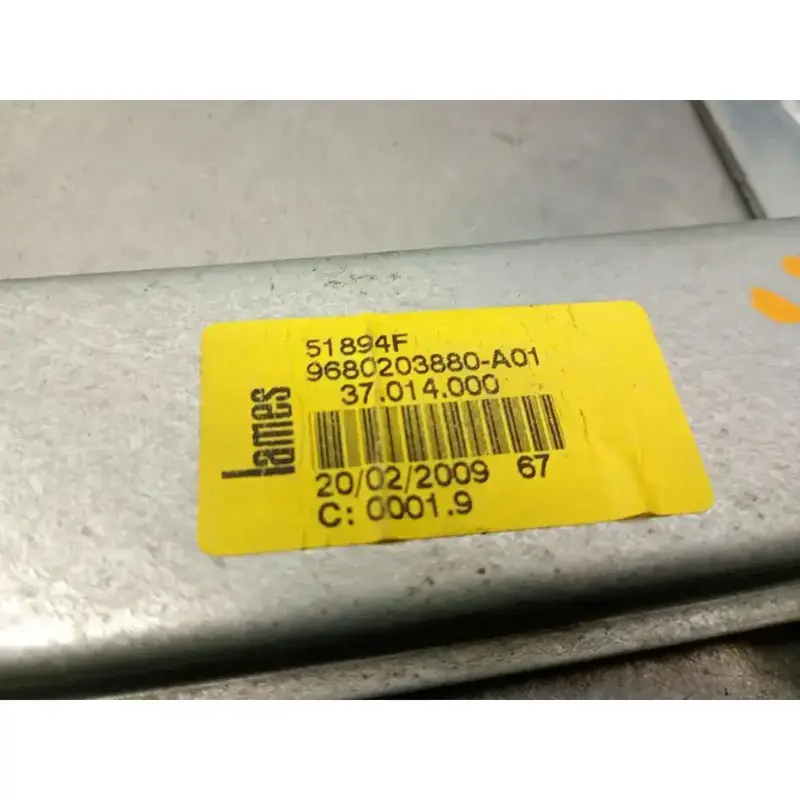 51894F
9680203880-A01
37.014.000
lames
20/02/2009 67
C: 0001.9